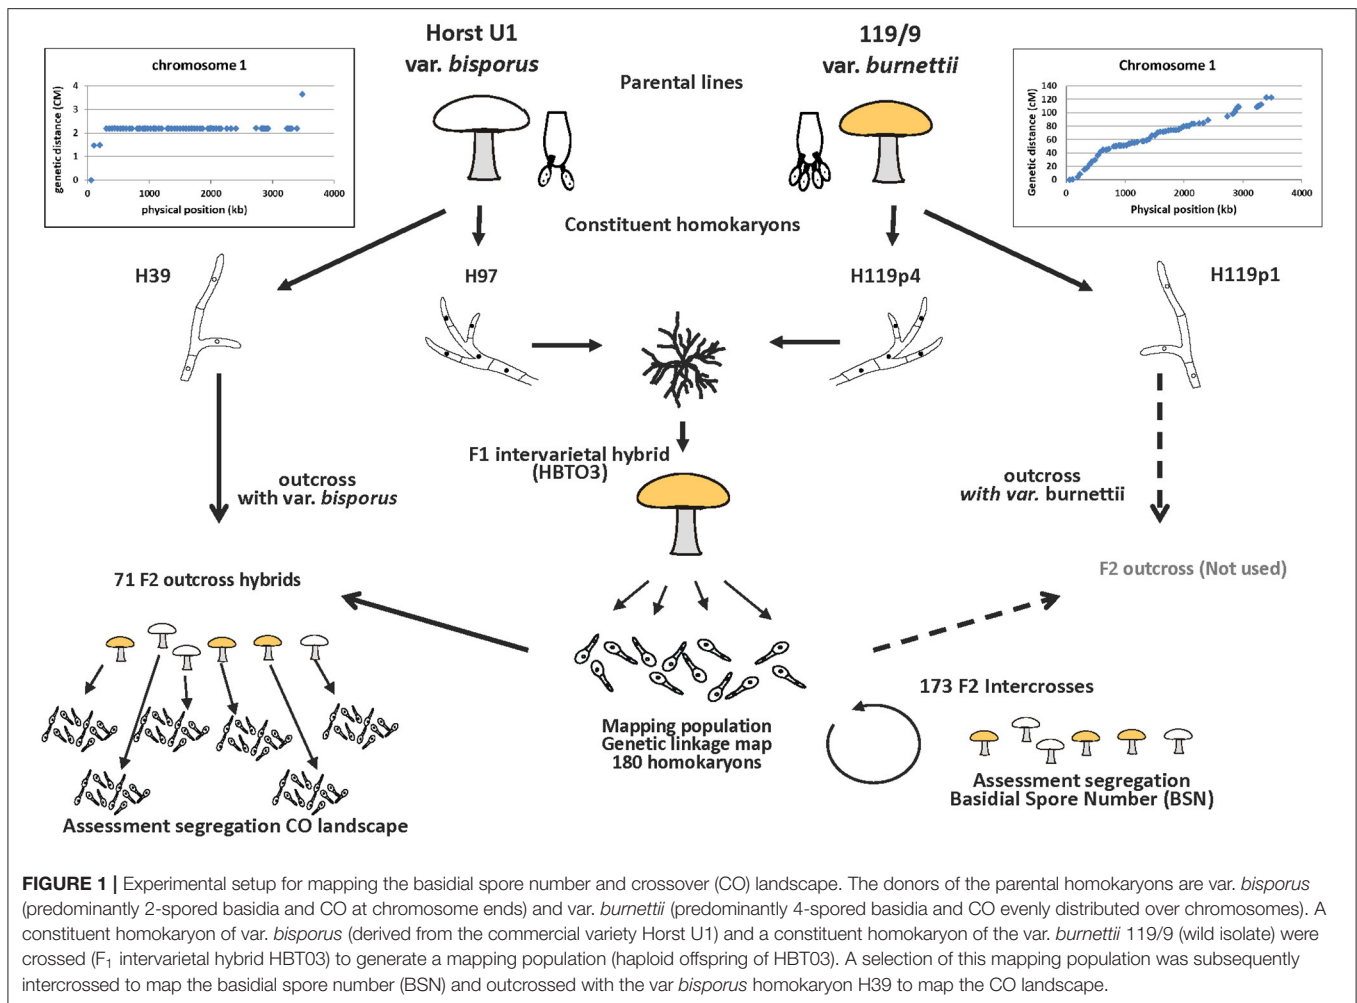 Horst U1
var. bisporus
119/9
var. burnettii
Parental lines
chromosome 1
genetic distance (CM)
4
3
2
1
0
0 1000 2000 3000 4000
physical position (kb)
Chromosome 1
Genetic distance (cM)
140
120
100
80
60
40
20
0
0 1000 2000 3000 4000
Physical position (kb)
Constituent homokaryons
H39
H97
H119p4
H119p1
F1 intervarietal hybrid
(HBTO3)
outcross
with var. bisporus
outcross
with var. burnettii
71 F2 outcross hybrids
F2 outcross (Not used)
173 F2 Intercrosses
Mapping population
Genetic linkage map
180 homokaryons
Assessment segregation
Basidial Spore Number (BSN)
Assessment segregation CO landscape
FIGURE 1 | Experimental setup for mapping the basidial spore number and crossover (CO) landscape. The donors of the parental homokaryons are var. bisporus
(predominantly 2-spored basidia and CO at chromosome ends) and var. burnettii (predominantly 4-spored basidia and CO evenly distributed over chromosomes). A
constituent homokaryon of var. bisporus (derived from the commercial variety Horst U1) and a constituent homokaryon of the var. burnettii 119/9 (wild isolate) were
crossed (F₁ intervarietal hybrid HBT03) to generate a mapping population (haploid offspring of HBT03). A selection of this mapping population was subsequently
intercrossed to map the basidial spore number (BSN) and outcrossed with the var bisporus homokaryon H39 to map the CO landscape.